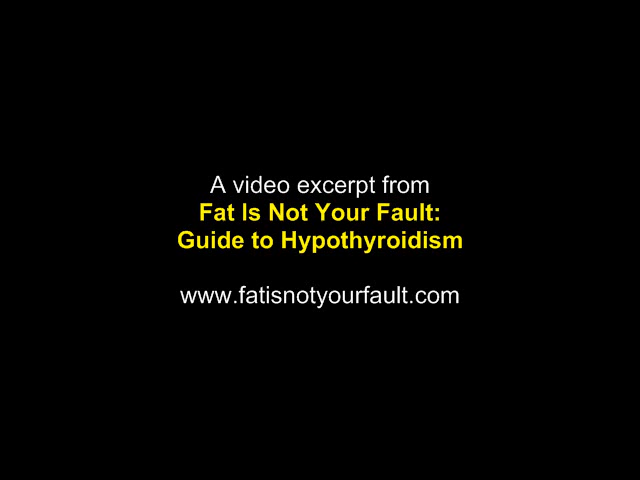 A video excerpt from
Fat Is Not Your Fault:
Guide to Hypothyroidism
www.fatisnotyourfault.com